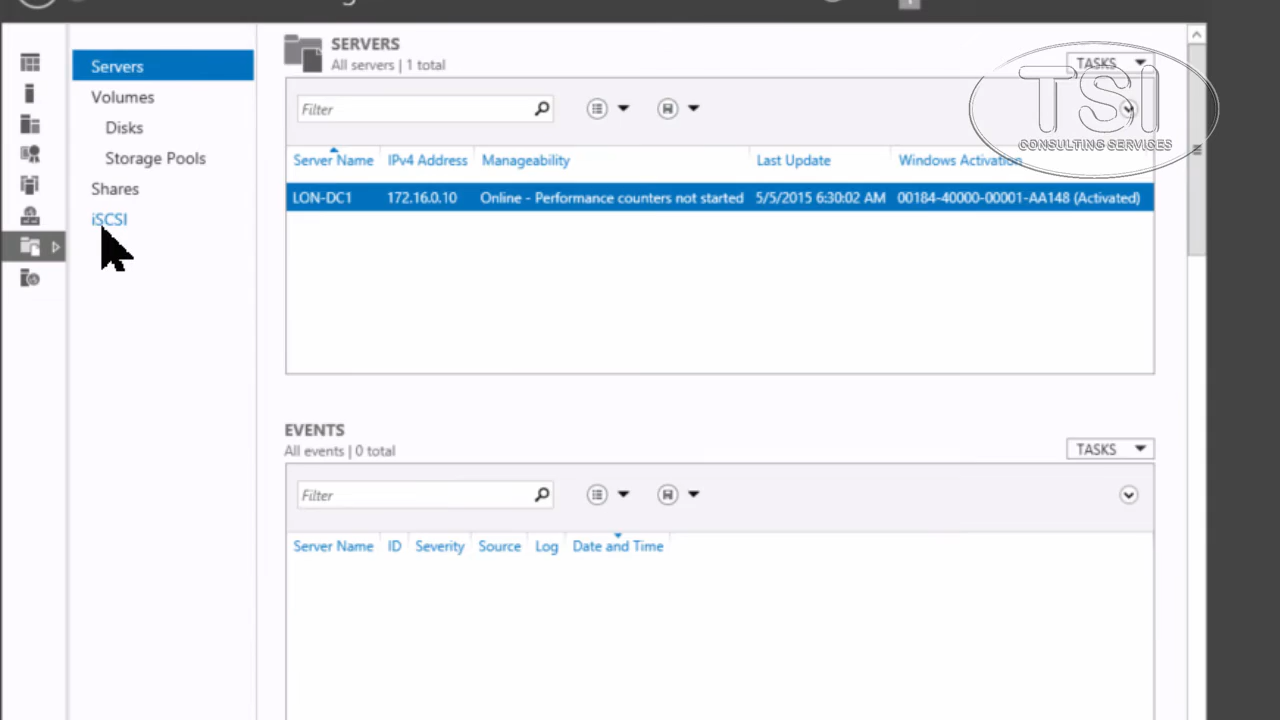 Servers
Volumes
Disks
Storage Pools
Shares
iSCSI
SERVERS
All servers | 1 total
TASKS
Filter
Server Name IPv4 Address Manageability Last Update Windows Activation
LON-DC1 172.16.0.10 Online - Performance counters not started 5/5/2015 6:30:02 AM 00184-40000-00001-AA148 (Activated)
TSI
CONSULTING SERVICES
EVENTS
All events | 0 total
TASKS
Filter
Server Name ID Severity Source Log Date and Time